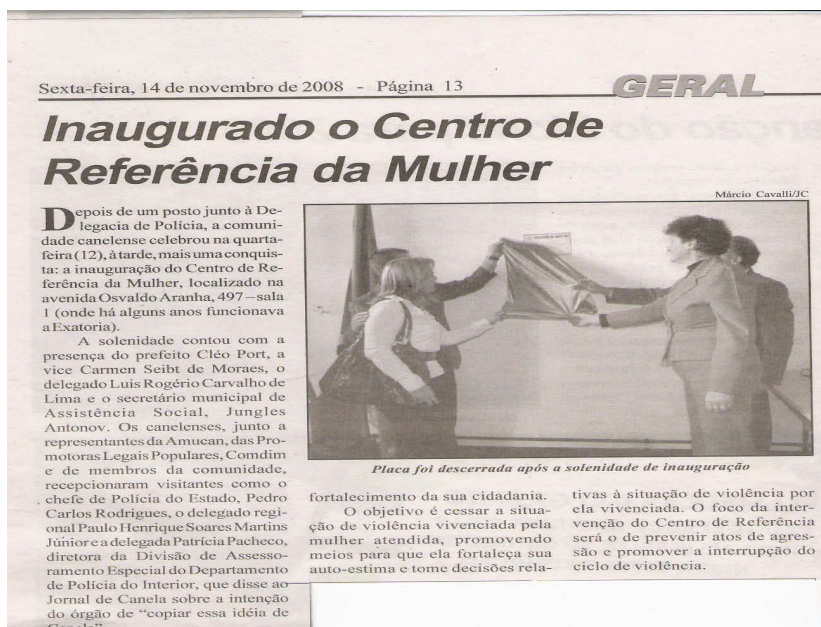 Sexta-feira, 14 de novembro de 2008 - Página 13
GERAL
Inaugurado o Centro de
Referência da Mulher
Márcio Cavalli/JC
Depois de um posto junto à De-
legacia de Polícia, a comuni-
dade canelense celebrou na quarta-
feira (12), à tarde, mais uma conquis-
ta: a inauguração do Centro de Re-
ferência da Mulher, localizado na
avenida Osvaldo Aranha, 497 – sala
1 (onde há alguns anos funcionava
a Exatoria).
A solenidade contou com a
presença do prefeito Cléo Port, a
vice Carmen Seibt de Moraes, o
delegado Luis Rogério Carvalho de
Lima e o secretário municipal de
Assistência Social, Jungles
Antonov. Os canelenses, junto a
representantes da Amucan, das Pro-
motoras Legais Populares, Comdim
e de membros da comunidade,
recepcionaram visitantes como o
chefe de Polícia do Estado, Pedro
Carlos Rodrigues, o delegado regi-
onal Paulo Henrique Soares Martins
Júnior e a delegada Patrícia Pacheco,
diretora da Divisão de Assesso-
ramento Especial do Departamento
de Polícia do Interior, que disse ao
Jornal de Canela sobre a intenção
do órgão de “copiar essa idéia de
Canela”.
Placa foi descerrada após a solenidade de inauguração
fortalecimento da sua cidadania.
O objetivo é cessar a situa-
ção de violência vivenciada pela
mulher atendida, promovendo
meios para que ela fortaleça sua
auto-estima e tome decisões rela-
tivas à situação de violência por
ela vivenciada. O foco da inter-
venção do Centro de Referência
será o de prevenir atos de agres-
são e promover a interrupção do
ciclo de violência.